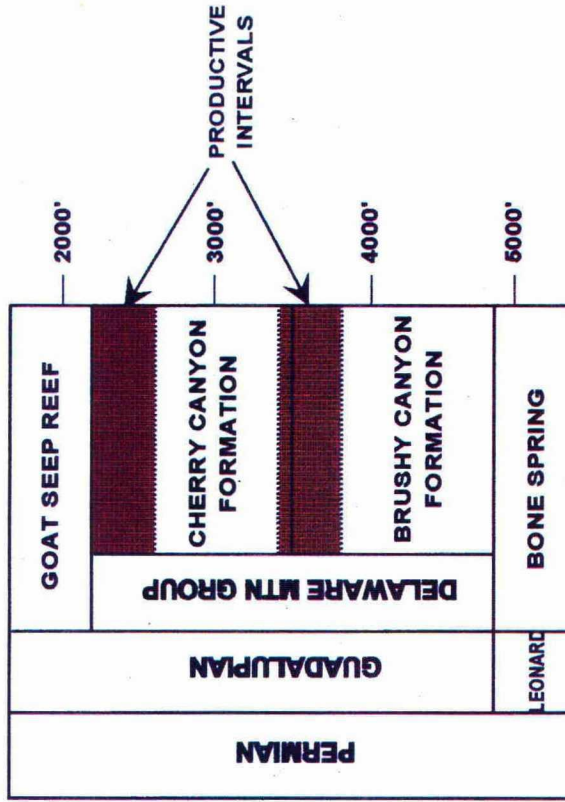 PERMIAN
GUADALUPIAN
LEONARD
DELAWARE MTN GROUP
GOAT SEEP REEF
CHERRY CANYON
FORMATION
BRUSHY CANYON
FORMATION
BONE SPRING
2000'
3000'
4000'
5000'
PRODUCTIVE
INTERVALS